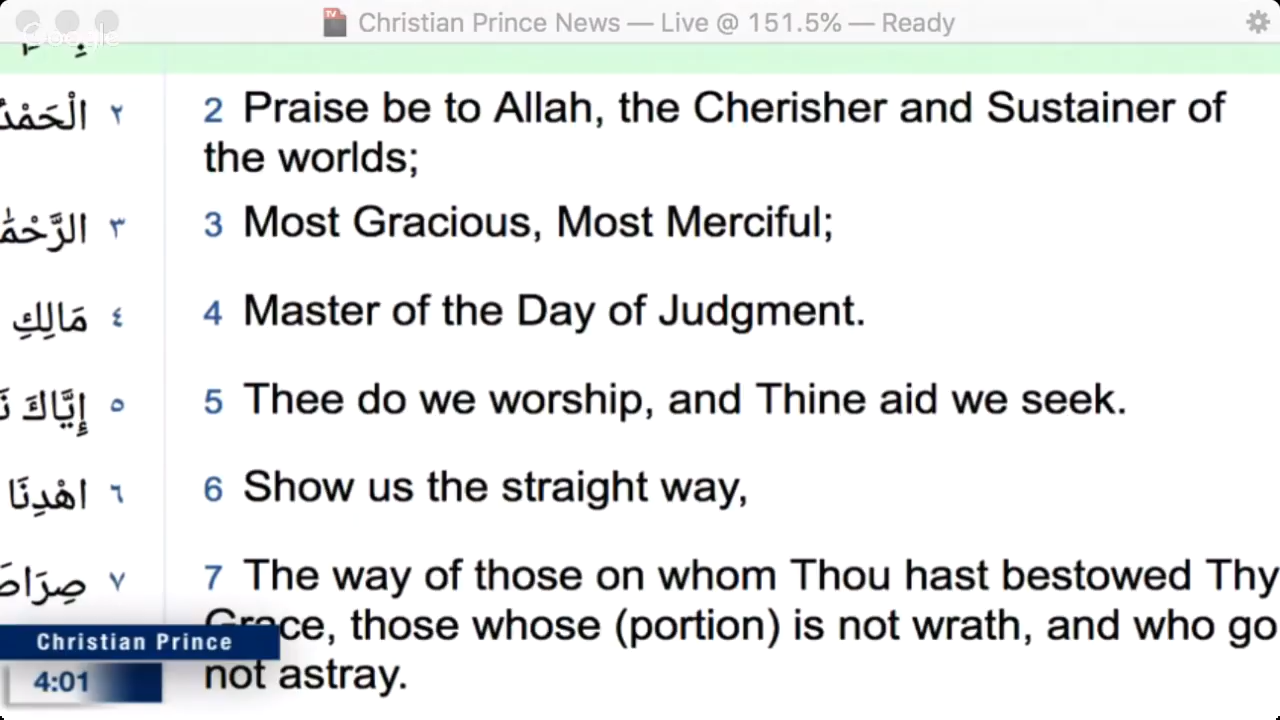 Christian Prince News — Live @ 151.5% — Ready
Google
٢ 2 Praise be to Allah, the Cherisher and Sustainer of
the worlds;
٣ 3 Most Gracious, Most Merciful;
مَالِكِ ٤ 4 Master of the Day of Judgment.
إِيَّاكَ ٥ 5 Thee do we worship, and Thine aid we seek.
اهْدِنَا ٦ 6 Show us the straight way,
٧ 7 The way of those on whom Thou hast bestowed Thy
Grace, those whose (portion) is not wrath, and who go
not astray.
Christian Prince
4:01